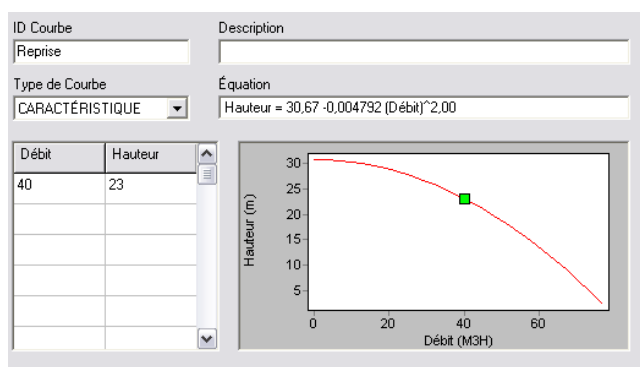 ID Courbe
Description
Reprise
Type de Courbe
Équation
CARACTÉRISTIQUE
Hauteur = 30,67 -0,004792 (Débit)^2,00
Débit Hauteur
40 23
Hauteur (m)
30
25
20
15
10
5
0 20 40 60
Débit (M3H)